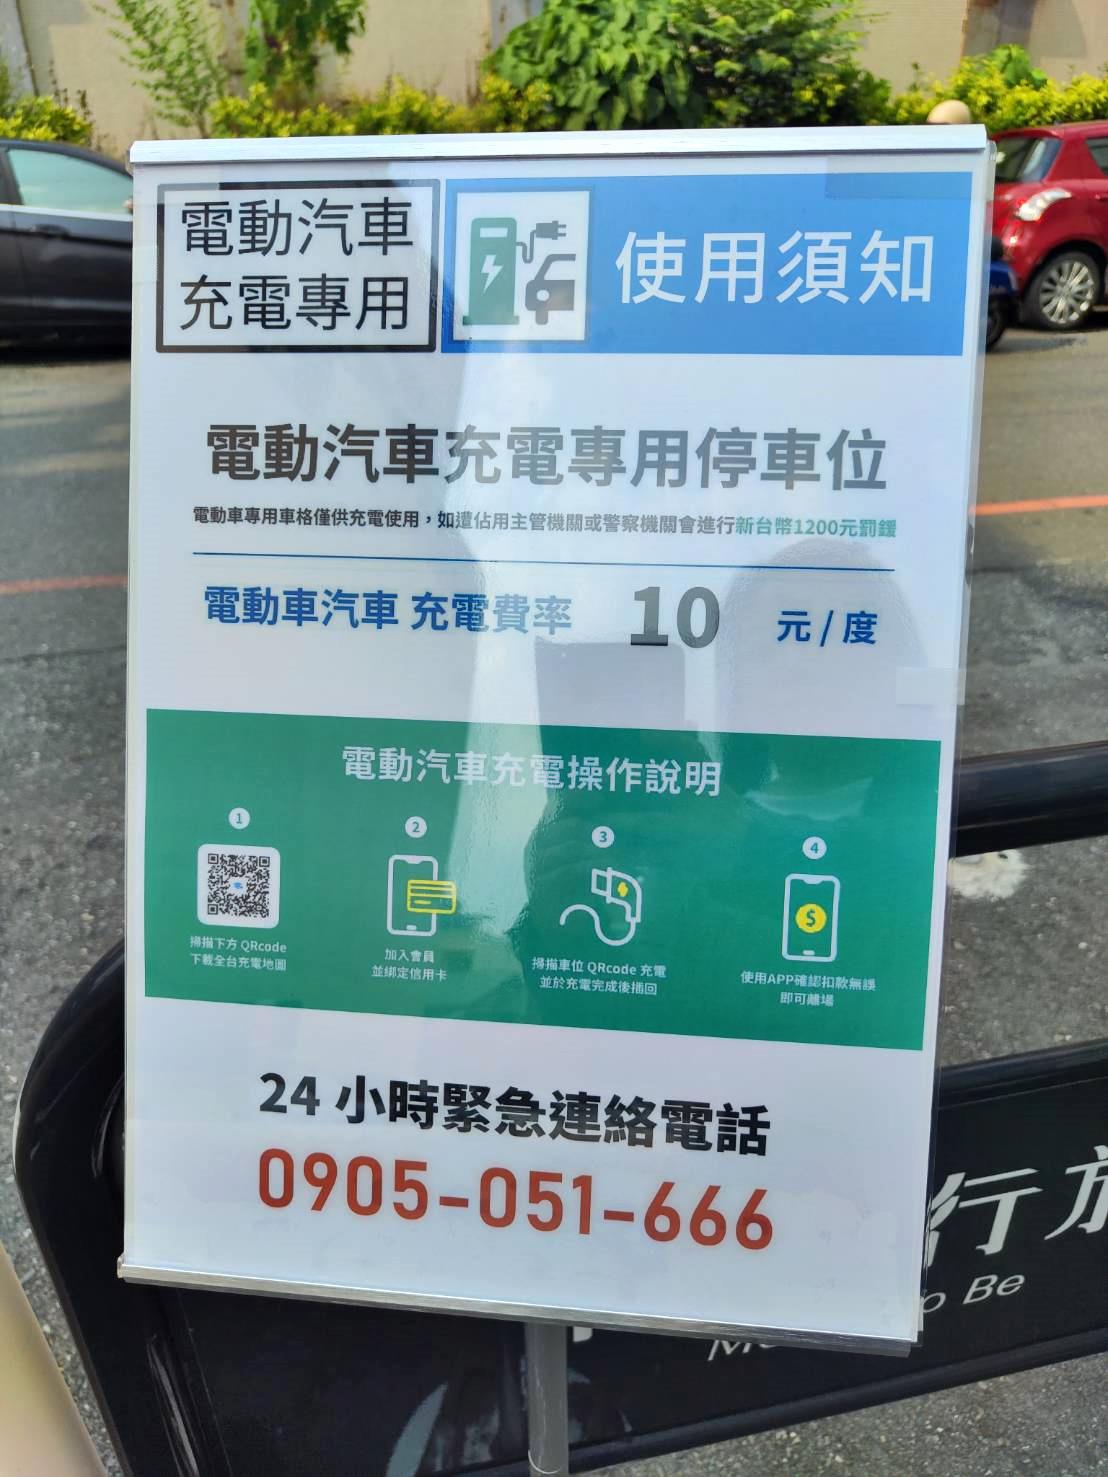 電動汽車
充電專用
使用須知
電動汽車充電專用停車位
電動車專用車格僅供充電使用，如遭佔用主管機關或警察機關會進行新台幣1200元罰鍰
電動車汽車 充電費率 10 元/度
電動汽車充電操作說明
1
掃描下方 QRcode
下載全台充電地圖
2
加入會員
並綁定信用卡
3
掃描車位 QRcode 充電
並於充電完成後插回
4
$
使用APP確認扣款無誤
即可離場
24 小時緊急連絡電話
0905-051-666
行
Be